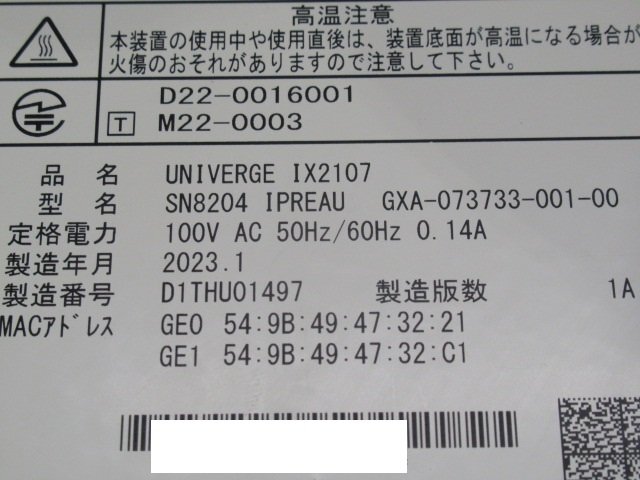 高温注意
本装置の使用中や使用直後は、装置底面が高温になる場合が
火傷のおそれがありますので注意して下さい。
D22-0016001
T M22-0003
品 名 UNIVERGE IX2107
型 名 SN8204 IPREAU GXA-073733-001-00
定格電力 100V AC 50Hz/60Hz 0.14A
製造年月 2023.1
製造番号 D1THU01497 製造版数 1A
MACアドレス GE0 54:9B:49:47:32:21
GE1 54:9B:49:47:32:C1